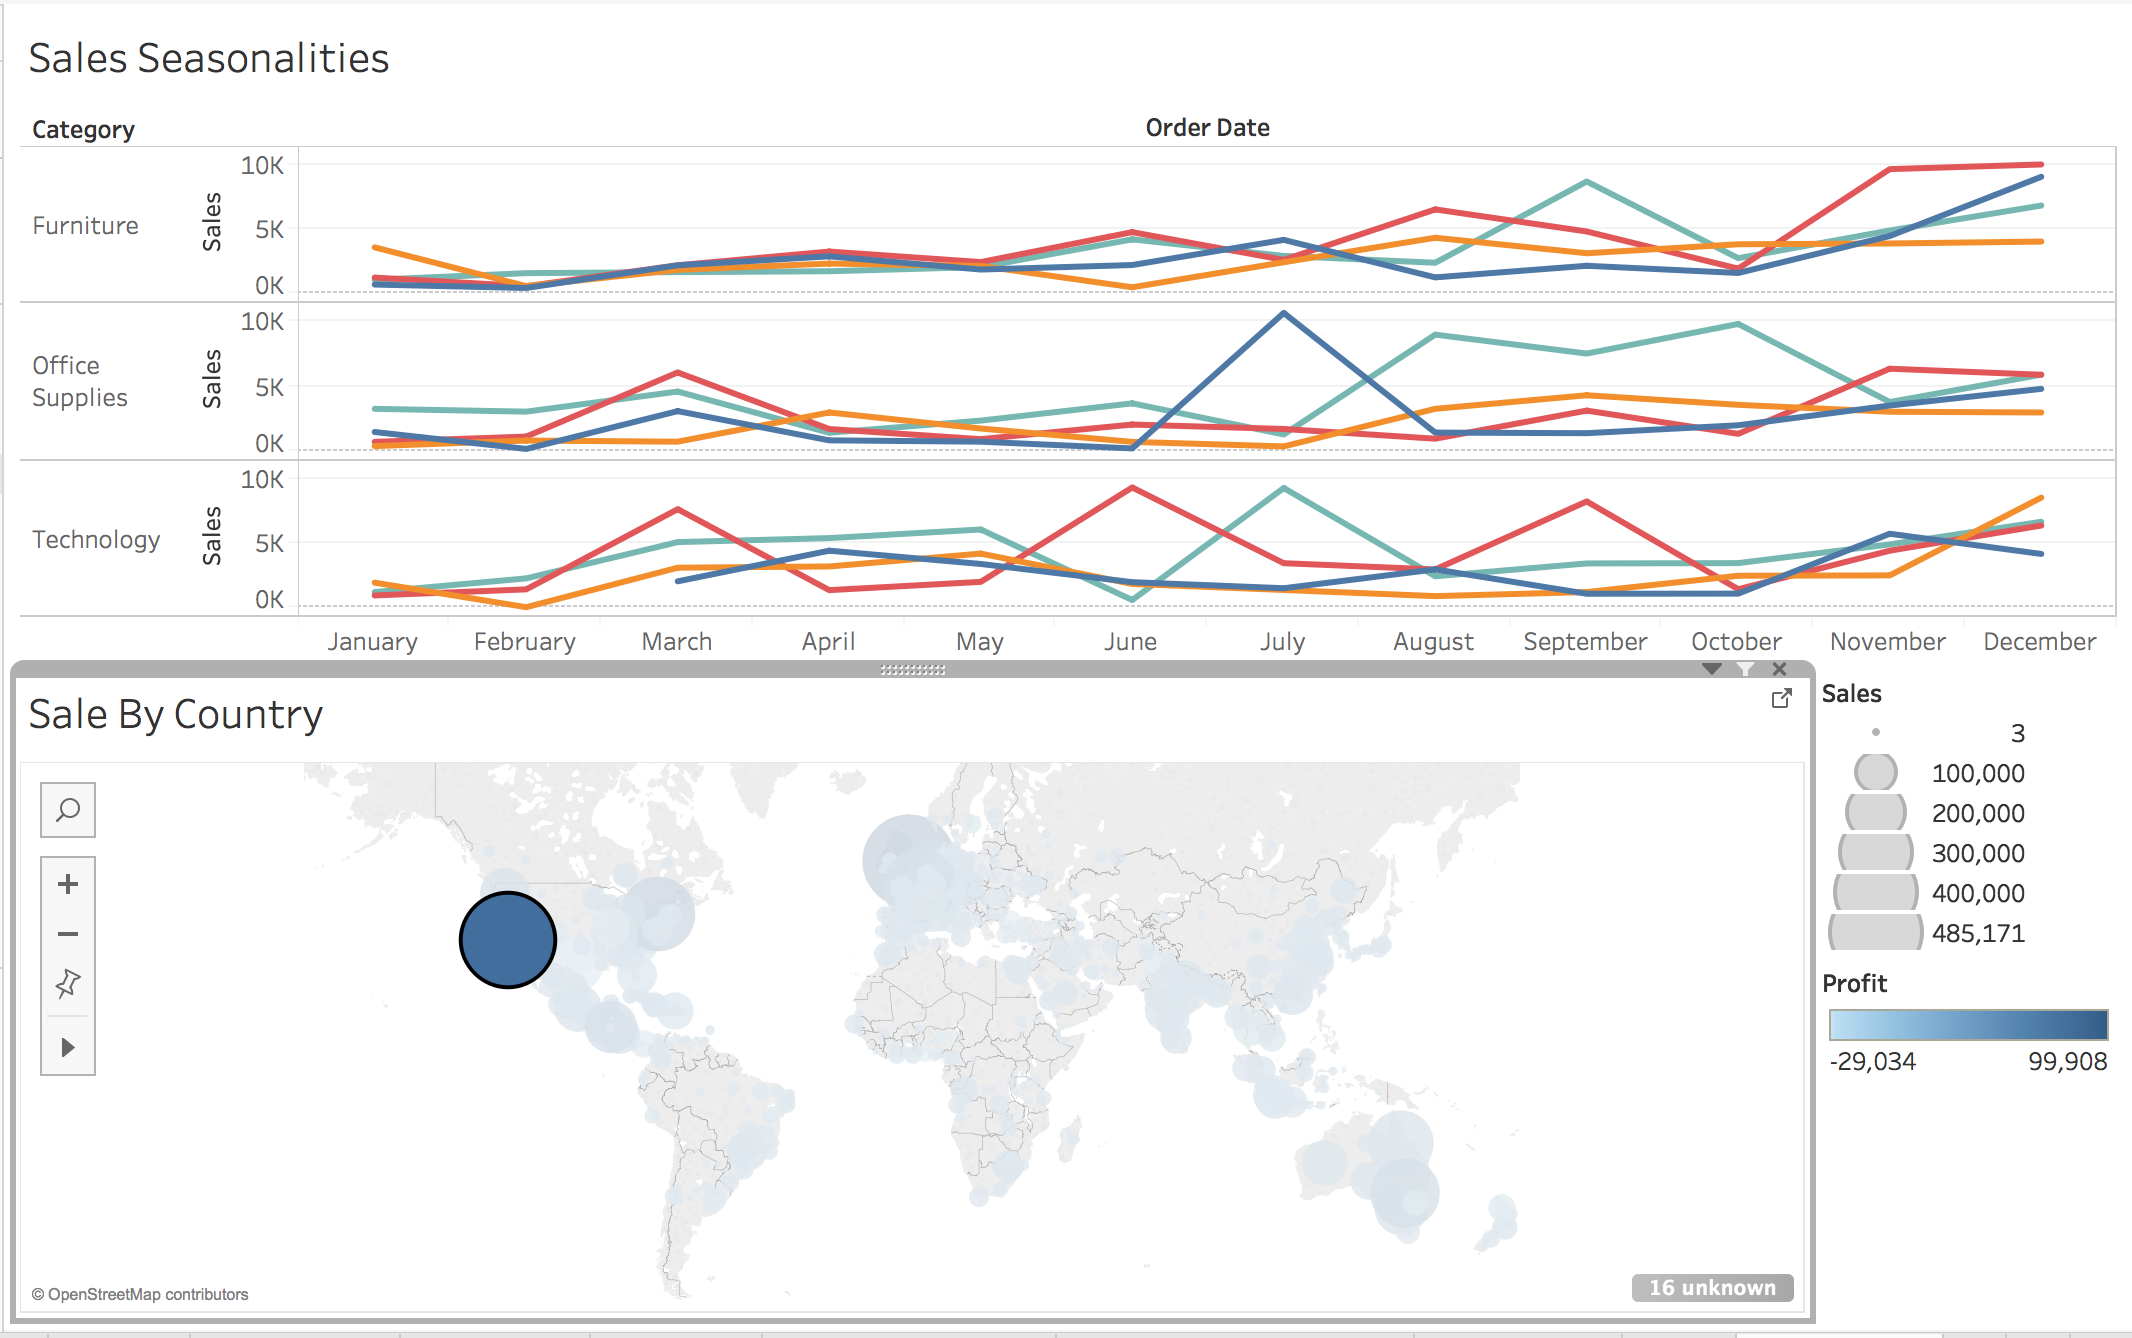 Sales Seasonalities
Category
Order Date
Furniture
Sales
10K
5K
0K
Office
Supplies
Sales
10K
5K
0K
Technology
Sales
10K
5K
0K
January February March April May June July August September October November December
Sale By Country
© OpenStreetMap contributors
16 unknown
Sales
3
100,000
200,000
300,000
400,000
485,171
Profit
-29,034 99,908